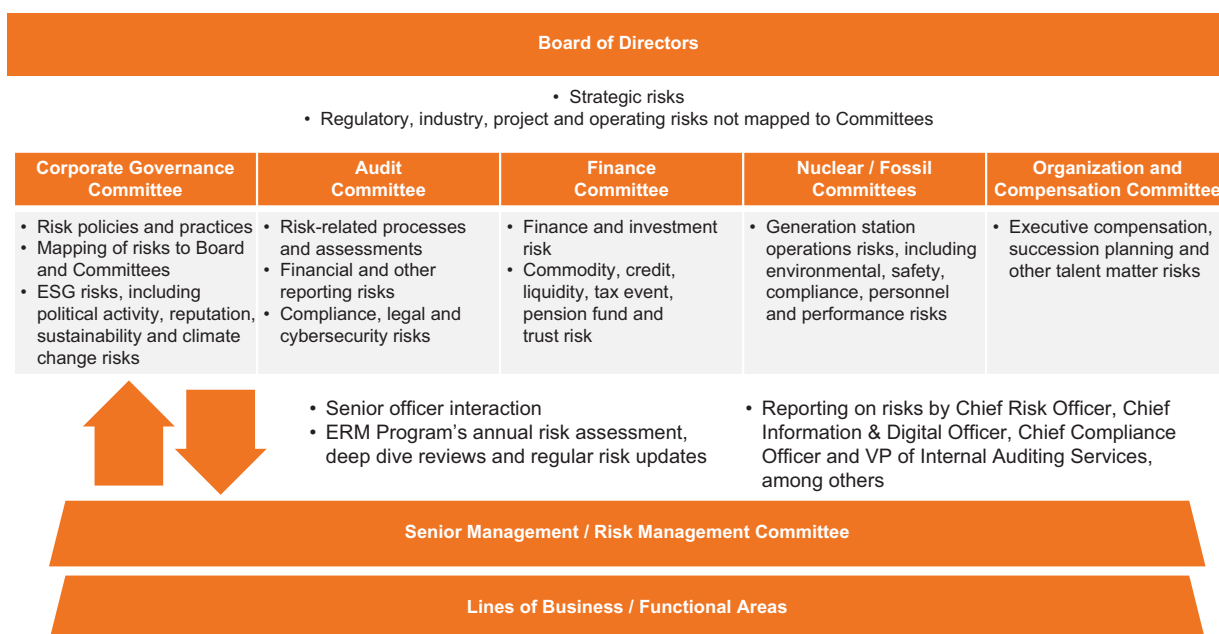 Board of Directors
• Strategic risks
• Regulatory, industry, project and operating risks not mapped to Committees
Corporate Governance
Committee
Audit
Committee
Finance
Committee
Nuclear / Fossil
Committees
Organization and
Compensation Committee
• Risk policies and practices
• Mapping of risks to Board
and Committees
• ESG risks, including
political activity, reputation,
sustainability and climate
change risks
• Risk-related processes
and assessments
• Financial and other
reporting risks
• Compliance, legal and
cybersecurity risks
• Finance and investment
risk
• Commodity, credit,
liquidity, tax event,
pension fund and
trust risk
• Generation station
operations risks, including
environmental, safety,
compliance, personnel
and performance risks
• Executive compensation,
succession planning and
other talent matter risks
• Senior officer interaction
• ERM Program's annual risk assessment,
deep dive reviews and regular risk updates
• Reporting on risks by Chief Risk Officer, Chief
Information & Digital Officer, Chief Compliance
Officer and VP of Internal Auditing Services,
among others
Senior Management / Risk Management Committee
Lines of Business / Functional Areas